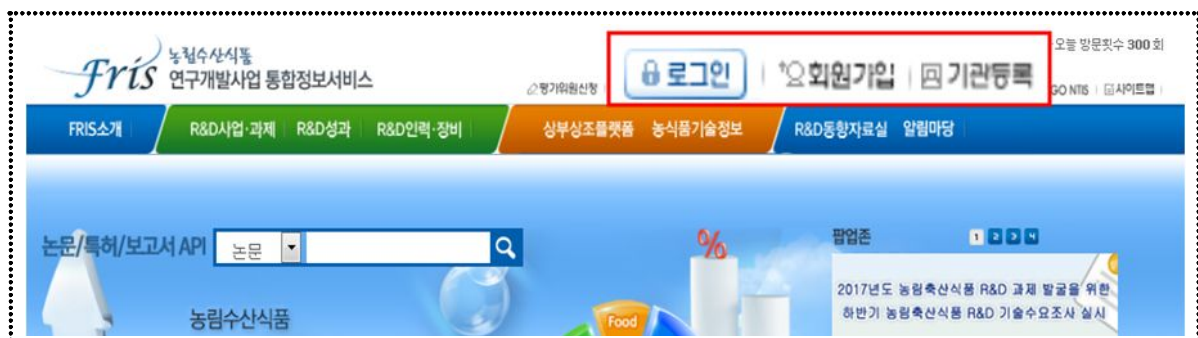 오늘 방문횟수 300 회
Fris 농림수산식품
연구개발사업 통합정보서비스
평가위원신청
로그인 회원가입 기관등록
GO NTIS 사이트맵
FRIS소개 R&D사업·과제 R&D성과 R&D인력·장비 상부상조플랫폼 농식품기술정보 R&D동향자료실 알림마당
논문/특허/보고서 API 논문
%
팝업존 1 2 3 4
2017년도 농림축산식품 R&D 과제 발굴을 위한
하반기 농림축산식품 R&D 기술수요조사 실시
농림수산식품
Food